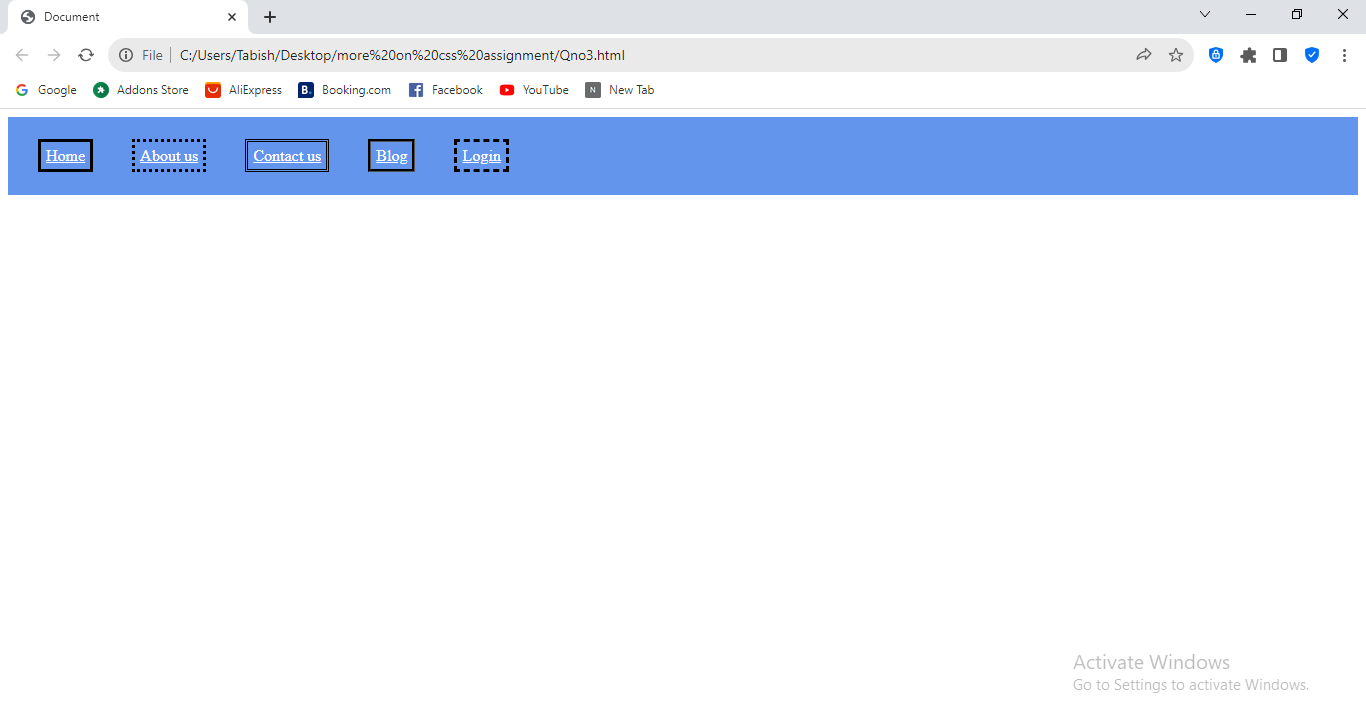 Document
File C:/Users/Tabish/Desktop/more%20on%20css%20assignment/Qno3.html
Google Addons Store AliExpress B. Booking.com Facebook YouTube N New Tab
Home About us Contact us Blog Login
Activate Windows
Go to Settings to activate Windows.